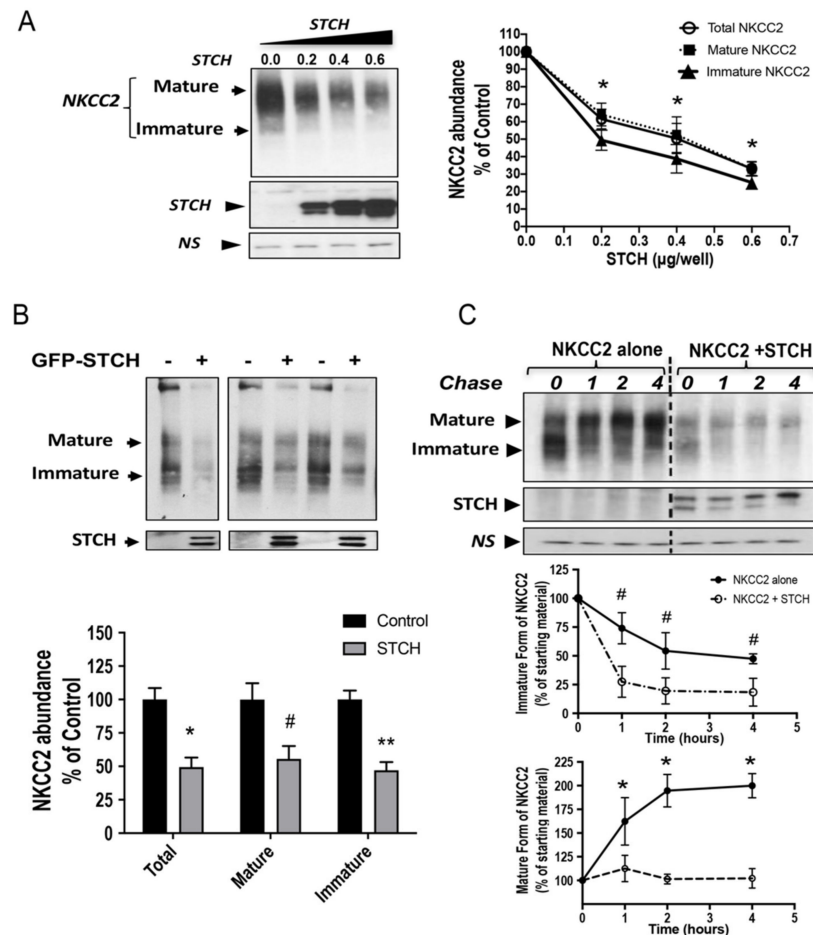 A
STCH
STCH 0.0 0.2 0.4 0.6
NKCC2
Mature
Immature
STCH
NS
NKCC2 abundance
% of Control
110
100
90
80
70
60
50
40
30
20
10
0
Total NKCC2
Mature NKCC2
Immature NKCC2
* * *
0.0 0.1 0.2 0.3 0.4 0.5 0.6 0.7
STCH (µg/well)
B
GFP-STCH - + - + - +
Mature
Immature
STCH
NKCC2 abundance
% of Control
150
125
100
75
50
25
0
Control
STCH
* # **
Total Mature Immature
C
NKCC2 alone NKCC2 +STCH
Chase 0 1 2 4 0 1 2 4
Mature
Immature
STCH
NS
Immature Form of NKCC2
(% of starting material)
125
100
75
50
25
0
NKCC2 alone
NKCC2 + STCH
# # #
0 1 2 3 4 5
Time (hours)
Mature Form of NKCC2
(% of starting material)
225
200
175
150
125
100
75
50
* * *
0 1 2 3 4 5
Time (hours)